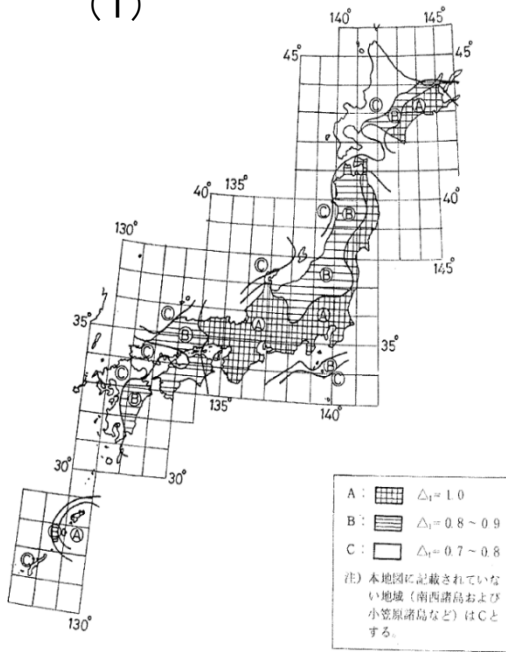 (1)
140°
145°
45°
45°
C
B
A
40°
135°
C
B
40°
130°
145°
C
B
35°
C
B
A
A
C
B
C
35°
C
B
135°
140°
30°
30°
B
A
C
130°
A： △₁= 1.0
B： △₁= 0.8 ~ 0.9
C： △₁= 0.7 ~ 0.8
注) 本地図に記載されていな
い地域（南西諸島および
小笠原諸島など）はCと
する。